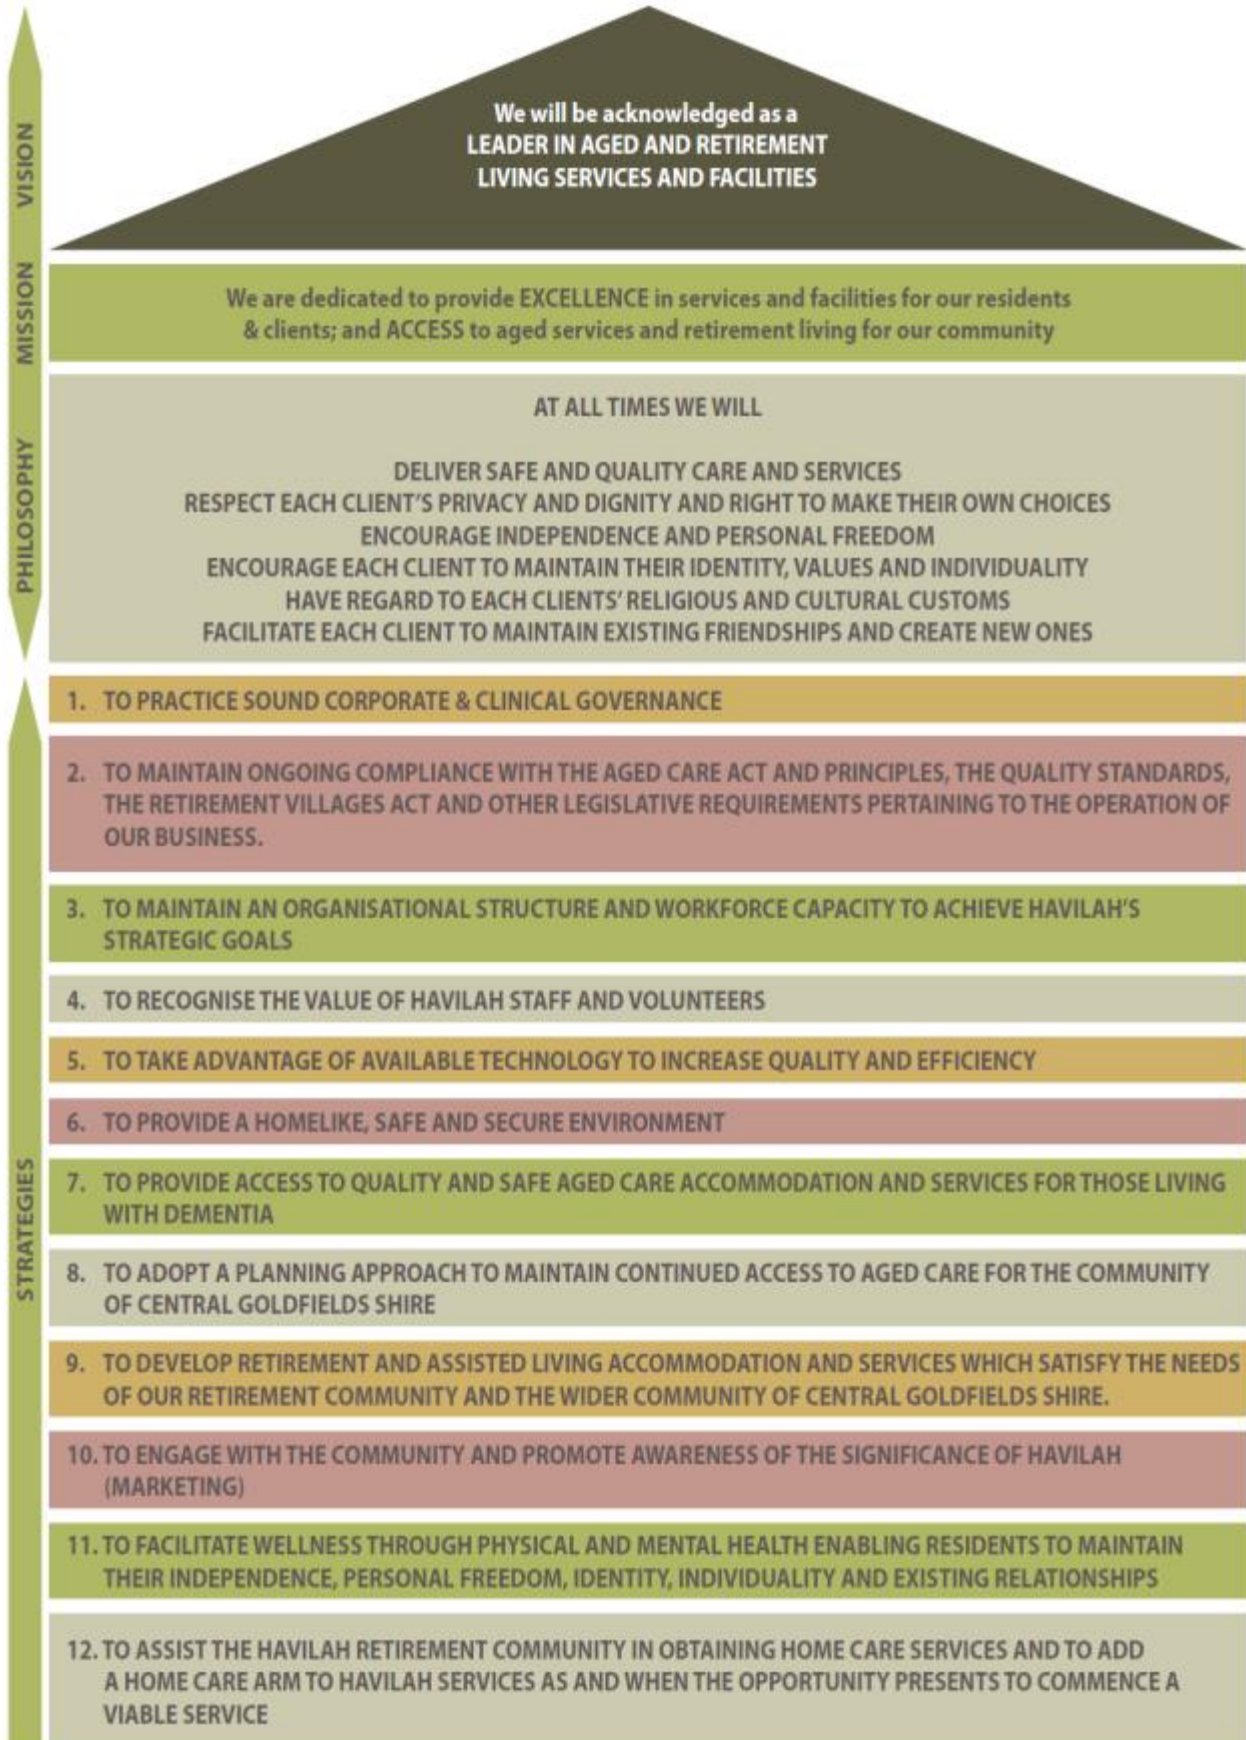 VISION
We will be acknowledged as a
LEADER IN AGED AND RETIREMENT
LIVING SERVICES AND FACILITIES
MISSION
We are dedicated to provide EXCELLENCE in services and facilities for our residents
& clients; and ACCESS to aged services and retirement living for our community
PHILOSOPHY
AT ALL TIMES WE WILL
DELIVER SAFE AND QUALITY CARE AND SERVICES
RESPECT EACH CLIENT'S PRIVACY AND DIGNITY AND RIGHT TO MAKE THEIR OWN CHOICES
ENCOURAGE INDEPENDENCE AND PERSONAL FREEDOM
ENCOURAGE EACH CLIENT TO MAINTAIN THEIR IDENTITY, VALUES AND INDIVIDUALITY
HAVE REGARD TO EACH CLIENTS' RELIGIOUS AND CULTURAL CUSTOMS
FACILITATE EACH CLIENT TO MAINTAIN EXISTING FRIENDSHIPS AND CREATE NEW ONES
STRATEGIES
1. TO PRACTICE SOUND CORPORATE & CLINICAL GOVERNANCE
2. TO MAINTAIN ONGOING COMPLIANCE WITH THE AGED CARE ACT AND PRINCIPLES, THE QUALITY STANDARDS,
THE RETIREMENT VILLAGES ACT AND OTHER LEGISLATIVE REQUIREMENTS PERTAINING TO THE OPERATION OF
OUR BUSINESS.
3. TO MAINTAIN AN ORGANISATIONAL STRUCTURE AND WORKFORCE CAPACITY TO ACHIEVE HAVILAH'S
STRATEGIC GOALS
4. TO RECOGNISE THE VALUE OF HAVILAH STAFF AND VOLUNTEERS
5. TO TAKE ADVANTAGE OF AVAILABLE TECHNOLOGY TO INCREASE QUALITY AND EFFICIENCY
6. TO PROVIDE A HOMELIKE, SAFE AND SECURE ENVIRONMENT
7. TO PROVIDE ACCESS TO QUALITY AND SAFE AGED CARE ACCOMMODATION AND SERVICES FOR THOSE LIVING
WITH DEMENTIA
8. TO ADOPT A PLANNING APPROACH TO MAINTAIN CONTINUED ACCESS TO AGED CARE FOR THE COMMUNITY
OF CENTRAL GOLDFIELDS SHIRE
9. TO DEVELOP RETIREMENT AND ASSISTED LIVING ACCOMMODATION AND SERVICES WHICH SATISFY THE NEEDS
OF OUR RETIREMENT COMMUNITY AND THE WIDER COMMUNITY OF CENTRAL GOLDFIELDS SHIRE.
10. TO ENGAGE WITH THE COMMUNITY AND PROMOTE AWARENESS OF THE SIGNIFICANCE OF HAVILAH
(MARKETING)
11. TO FACILITATE WELLNESS THROUGH PHYSICAL AND MENTAL HEALTH ENABLING RESIDENTS TO MAINTAIN
THEIR INDEPENDENCE, PERSONAL FREEDOM, IDENTITY, INDIVIDUALITY AND EXISTING RELATIONSHIPS
12. TO ASSIST THE HAVILAH RETIREMENT COMMUNITY IN OBTAINING HOME CARE SERVICES AND TO ADD
A HOME CARE ARM TO HAVILAH SERVICES AS AND WHEN THE OPPORTUNITY PRESENTS TO COMMENCE A
VIABLE SERVICE